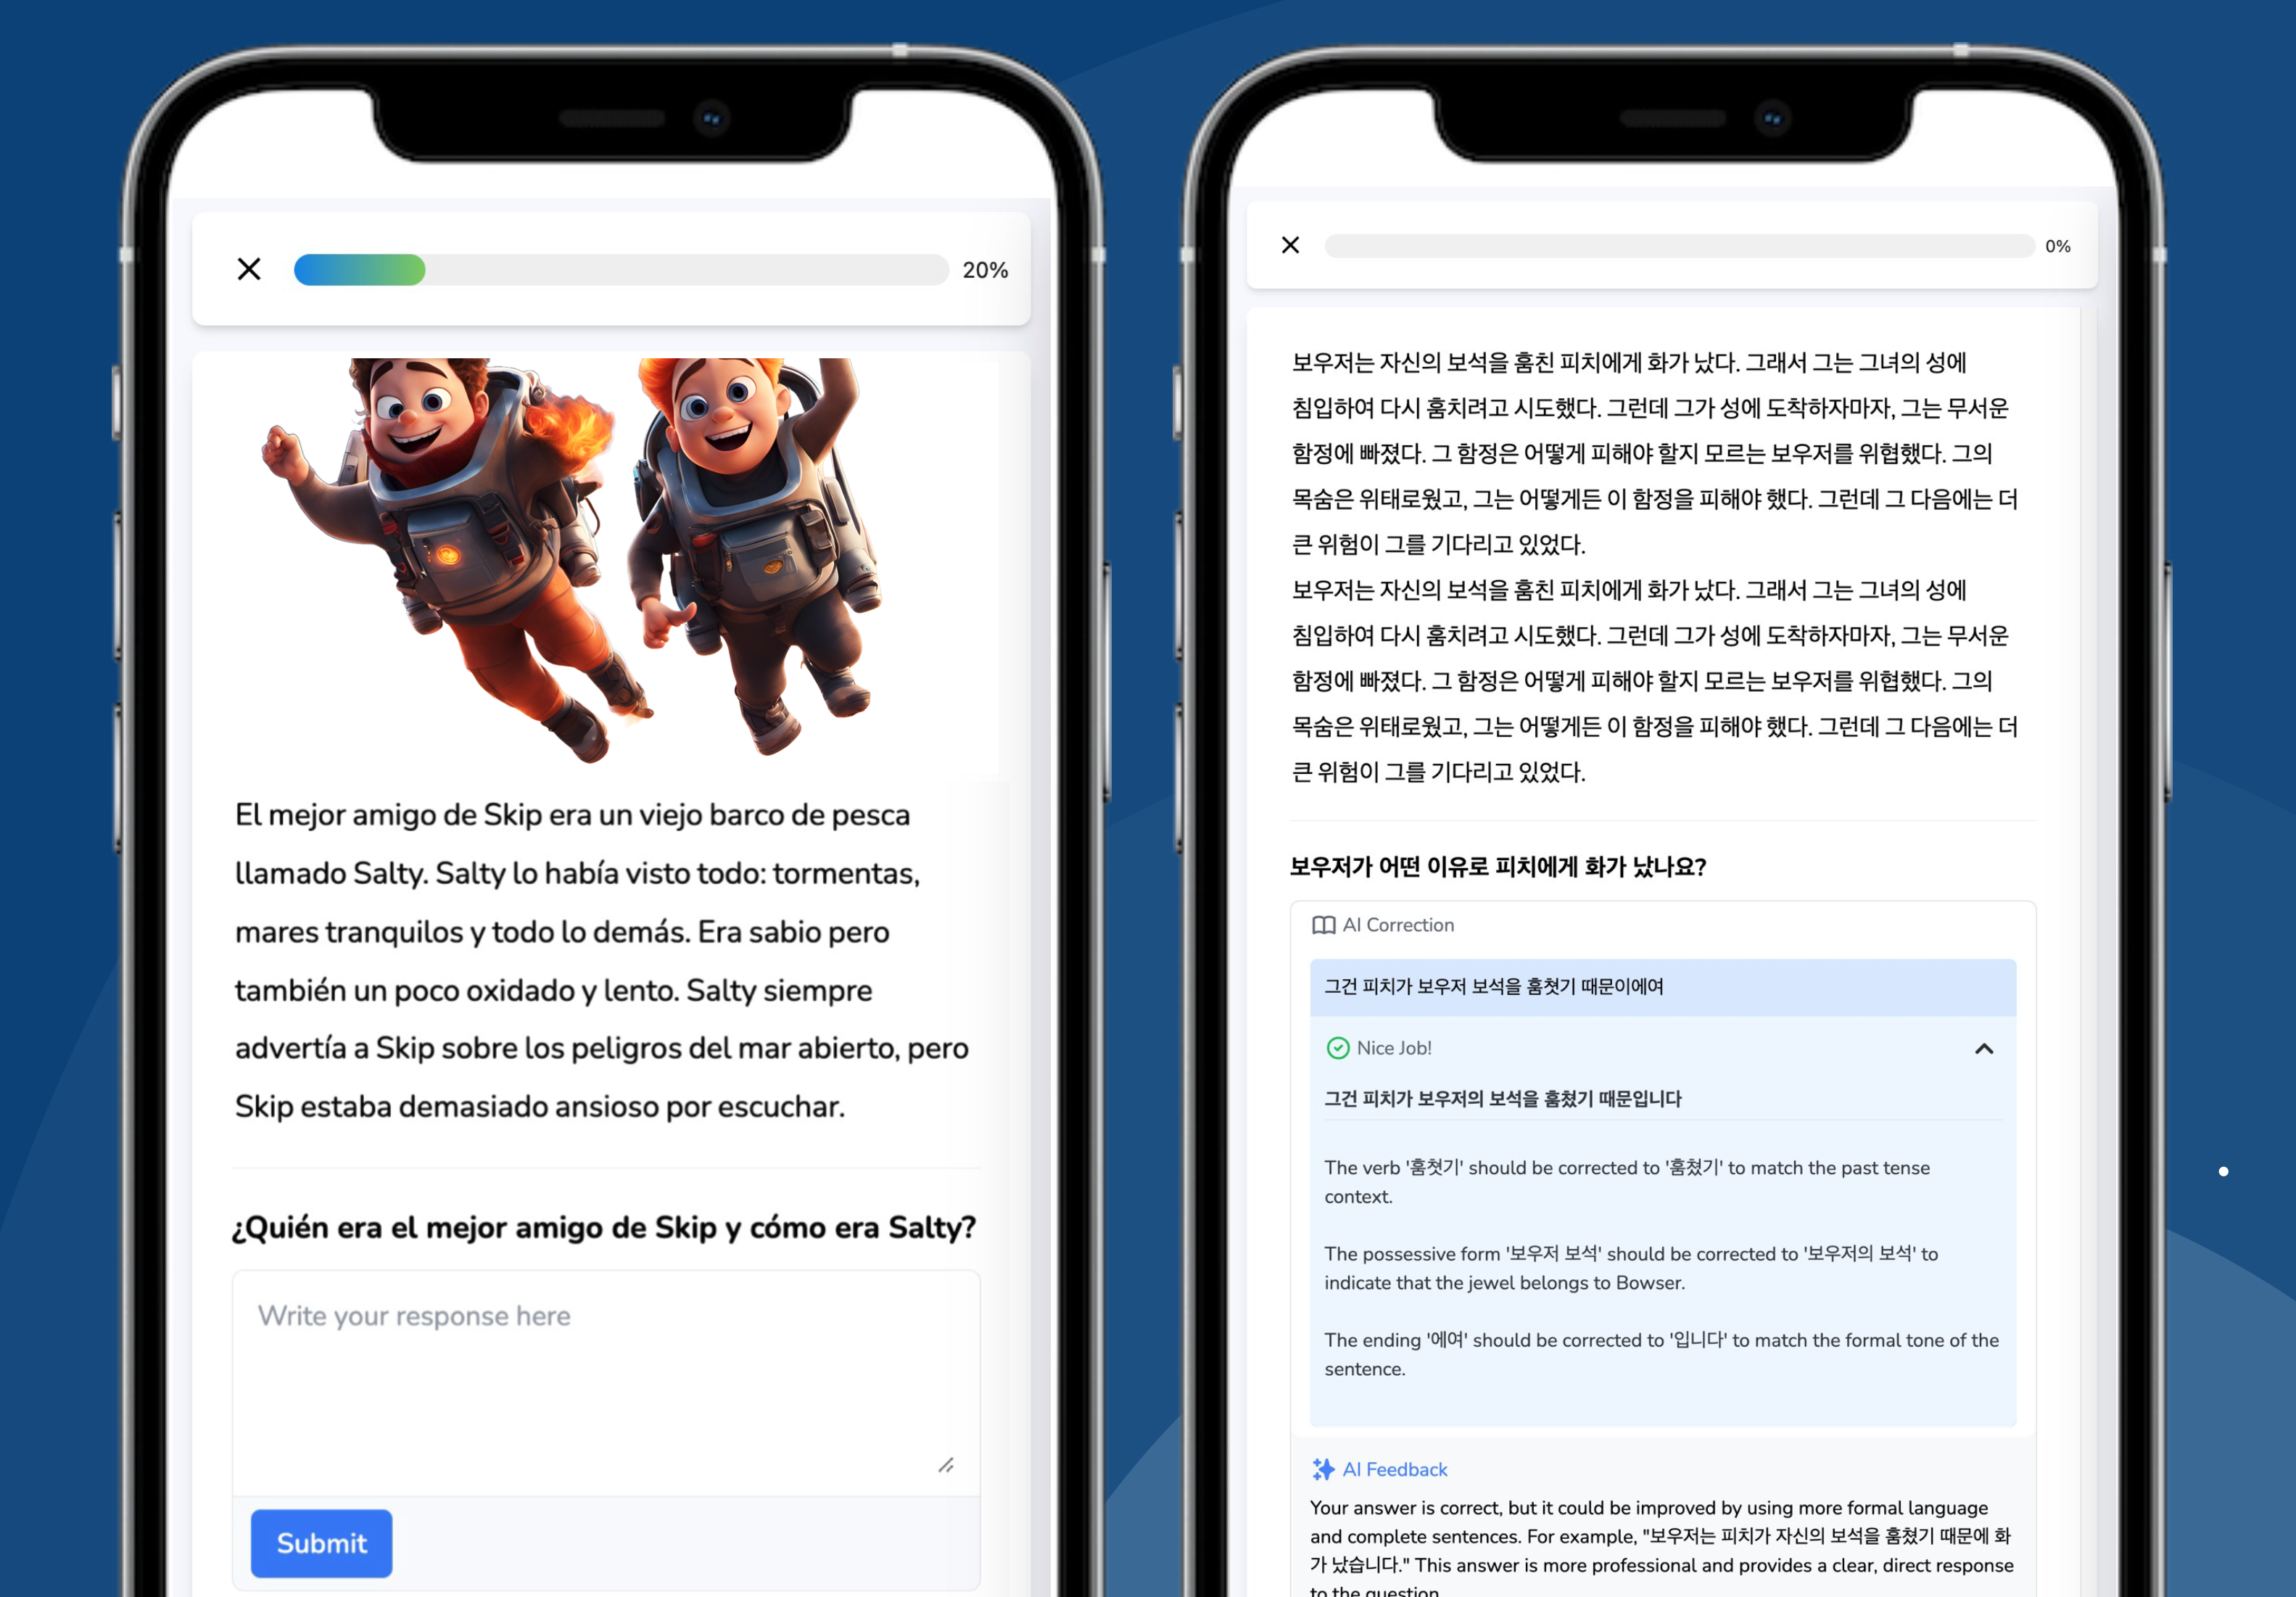 20%
El mejor amigo de Skip era un viejo barco de pesca
llamado Salty. Salty lo había visto todo: tormentas,
mares tranquilos y todo lo demás. Era sabio pero
también un poco oxidado y lento. Salty siempre
advertía a Skip sobre los peligros del mar abierto, pero
Skip estaba demasiado ansioso por escuchar.
¿Quién era el mejor amigo de Skip y cómo era Salty?
Write your response here
Submit
0%
보우저는 자신의 보석을 훔친 피치에게 화가 났다. 그래서 그는 그녀의 성에
침입하여 다시 훔치려고 시도했다. 그런데 그가 성에 도착하자마자, 그는 무서운
함정에 빠졌다. 그 함정은 어떻게 피해야 할지 모르는 보우저를 위협했다. 그의
목숨은 위태로웠고, 그는 어떻게든 이 함정을 피해야 했다. 그런데 그 다음에는 더
큰 위험이 그를 기다리고 있었다.
보우저는 자신의 보석을 훔친 피치에게 화가 났다. 그래서 그는 그녀의 성에
침입하여 다시 훔치려고 시도했다. 그런데 그가 성에 도착하자마자, 그는 무서운
함정에 빠졌다. 그 함정은 어떻게 피해야 할지 모르는 보우저를 위협했다. 그의
목숨은 위태로웠고, 그는 어떻게든 이 함정을 피해야 했다. 그런데 그 다음에는 더
큰 위험이 그를 기다리고 있었다.
보우저가 어떤 이유로 피치에게 화가 났나요?
AI Correction
그건 피치가 보우저 보석을 훔쳣기 때문이에여
Nice Job!
그건 피치가 보우저의 보석을 훔쳤기 때문입니다
The verb '훔쳣기' should be corrected to '훔쳤기' to match the past tense
context.
The possessive form '보우저 보석' should be corrected to '보우저의 보석' to
indicate that the jewel belongs to Bowser.
The ending '에여' should be corrected to '입니다' to match the formal tone of the
sentence.
AI Feedback
Your answer is correct, but it could be improved by using more formal language
and complete sentences. For example, "보우저는 피치가 자신의 보석을 훔쳤기 때문에 화
가 났습니다." This answer is more professional and provides a clear, direct response
to the question